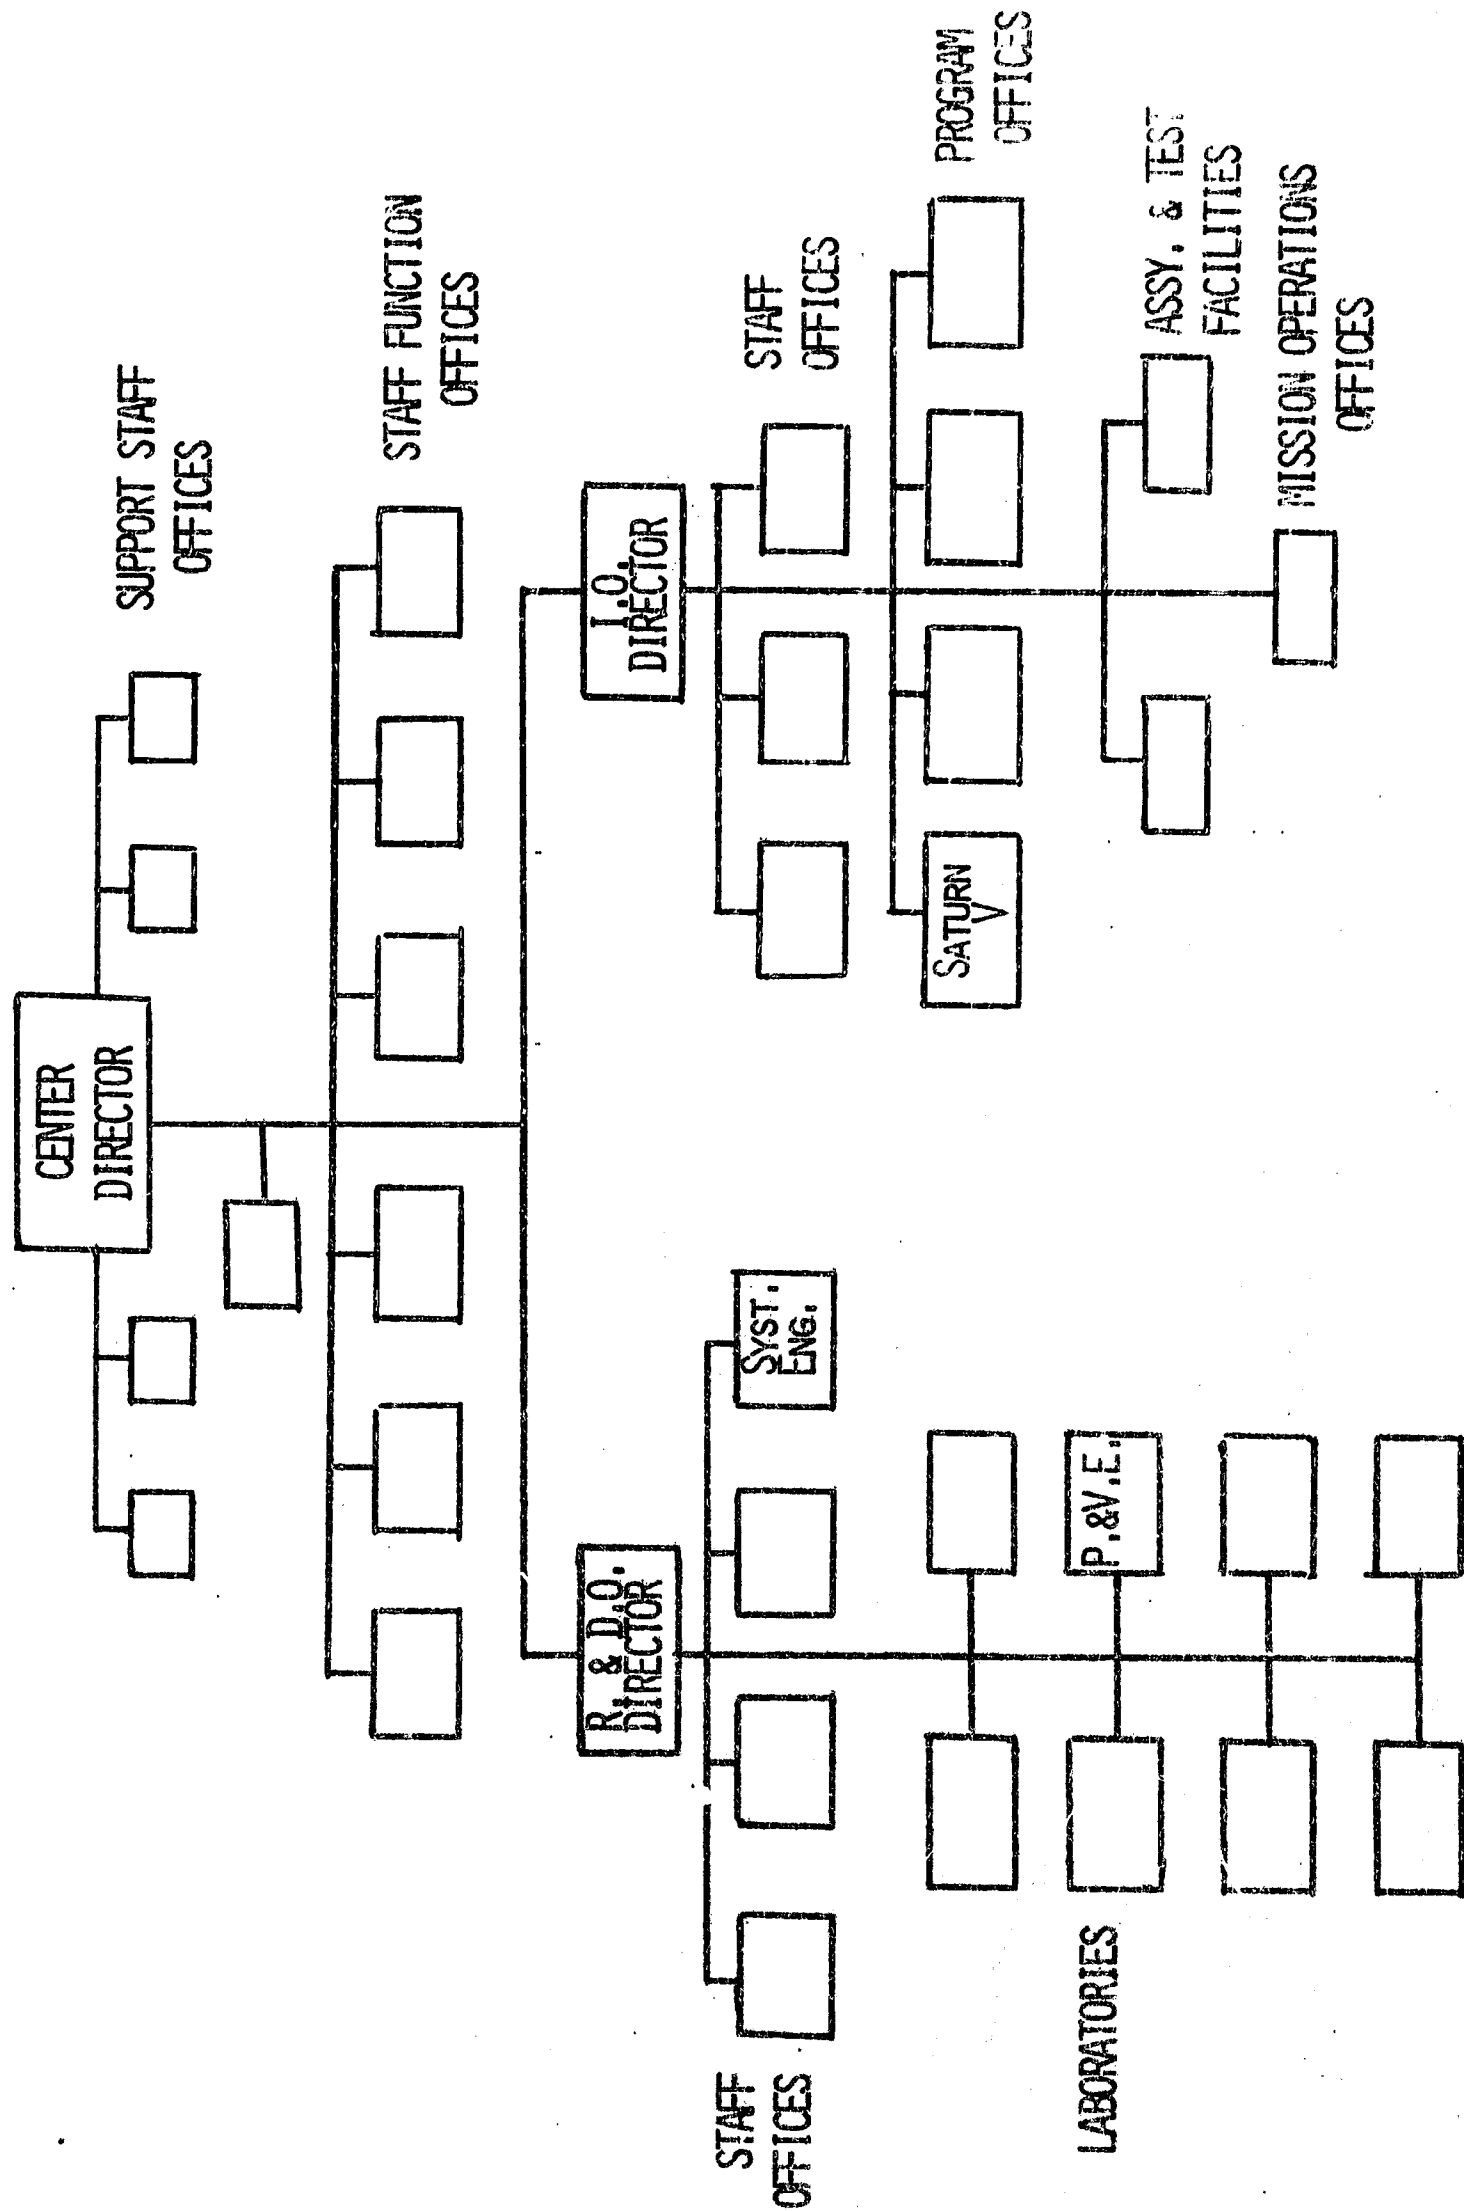 CENTER
DIRECTOR
SUPPORT STAFF
OFFICES
STAFF FUNCTION
OFFICES
R. & D.O.
DIRECTOR
I.O.
DIRECTOR
STAFF
OFFICES
SYST.
ENG.
STAFF
OFFICES
SATURN
V
PROGRAM
OFFICES
LABORATORIES
P.&V.E.
ASSY. & TEST
FACILITIES
MISSION OPERATIONS
OFFICES